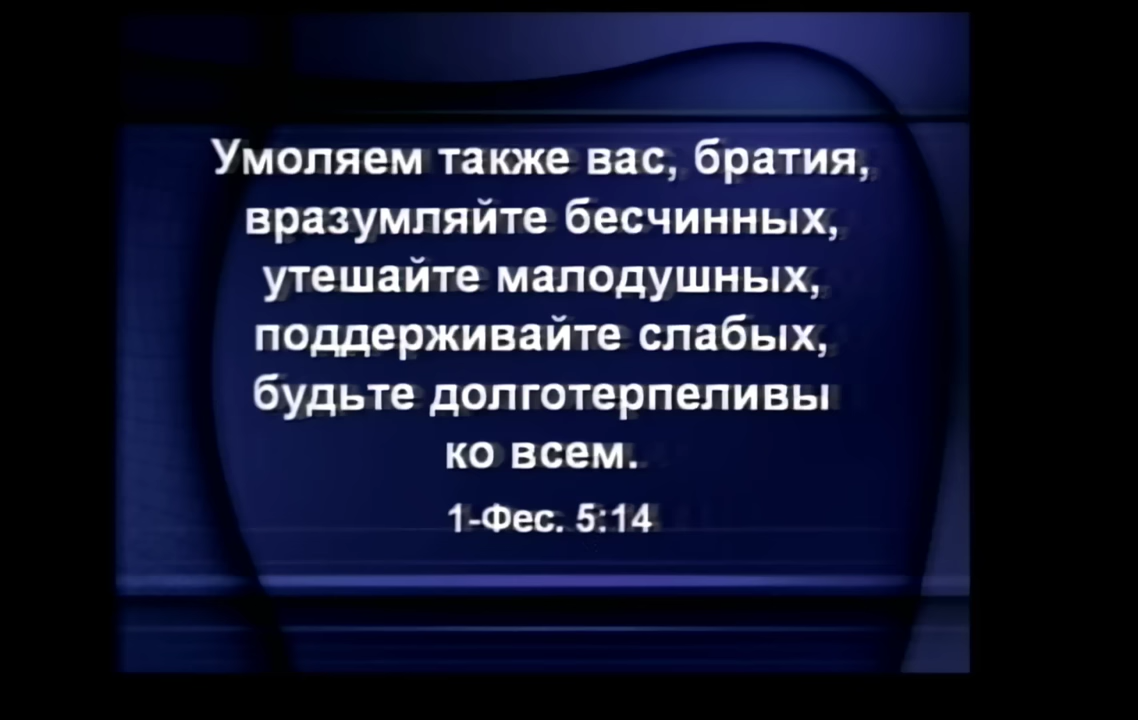 Умоляем также вас, братия,
вразумляйте бесчинных,
утешайте малодушных,
поддерживайте слабых,
будьте долготерпеливы
ко всем.
1-Фес. 5:14